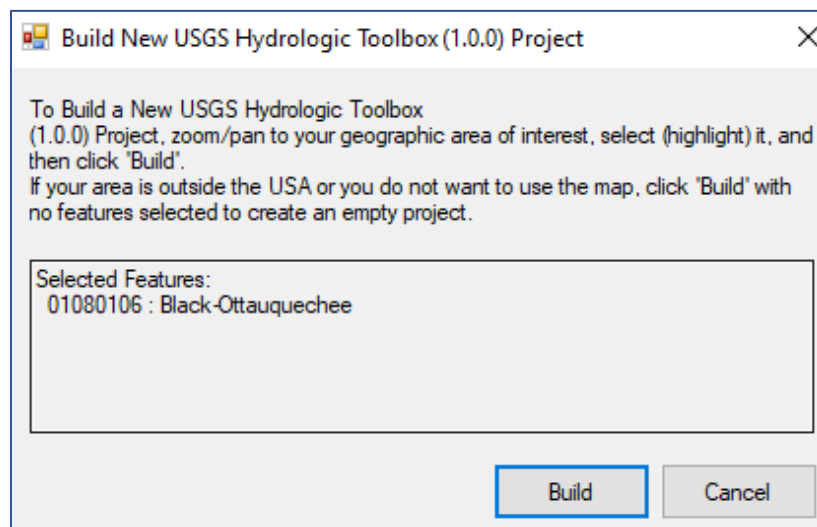 Build New USGS Hydrologic Toolbox (1.0.0) Project
To Build a New USGS Hydrologic Toolbox
(1.0.0) Project, zoom/pan to your geographic area of interest, select (highlight) it, and
then click 'Build'.
If your area is outside the USA or you do not want to use the map, click 'Build' with
no features selected to create an empty project.
Selected Features:
01080106 : Black-Ottauquechee
Build
Cancel